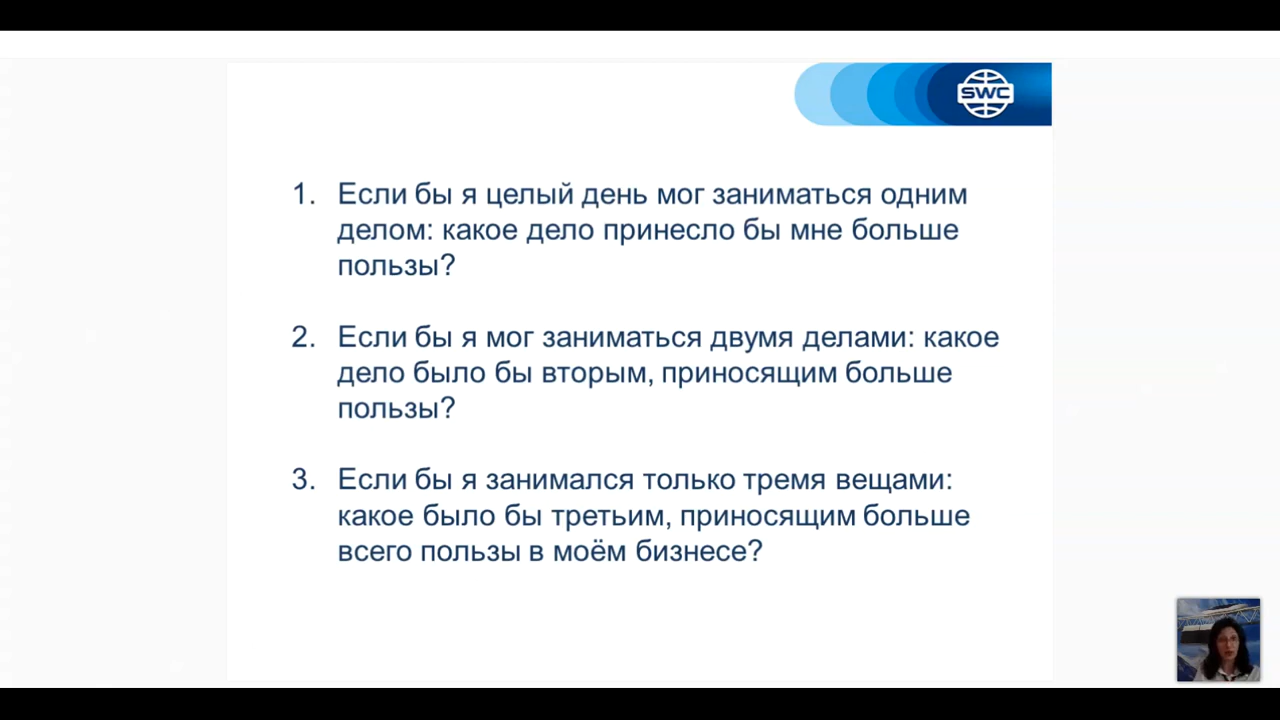 SWC
1. Если бы я целый день мог заниматься одним
делом: какое дело принесло бы мне больше
пользы?
2. Если бы я мог заниматься двумя делами: какое
дело было бы вторым, приносящим больше
пользы?
3. Если бы я занимался только тремя вещами:
какое было бы третьим, приносящим больше
всего пользы в моём бизнесе?